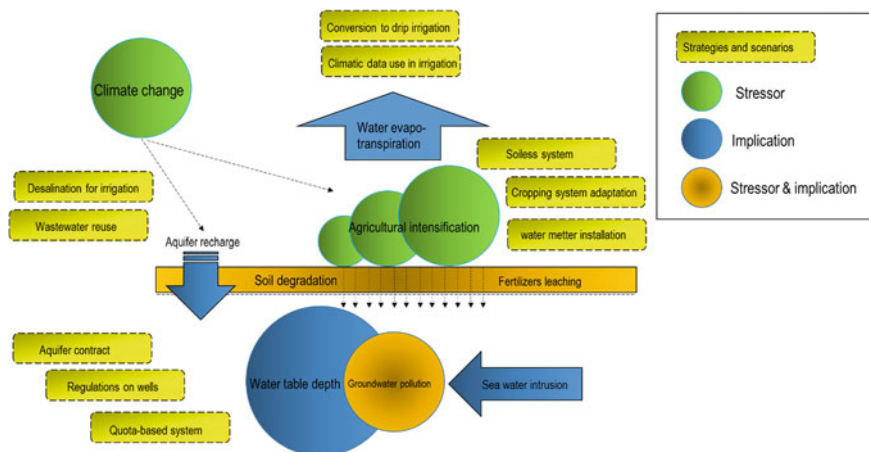 Conversion to drip irrigation
Climatic data use in irrigation
Climate change
Water evapo-
transpiration
Soiless system
Desalination for irrigation
Cropping system adaptation
Wastewater reuse
Agricultural intensification
water metter installation
Aquifer recharge
Soil degradation
Fertilizers leaching
Aquifer contract
Regulations on wells
Water table depth
Groundwater pollution
Sea water intrusion
Quota-based system
Strategies and scenarios
Stressor
Implication
Stressor & implication